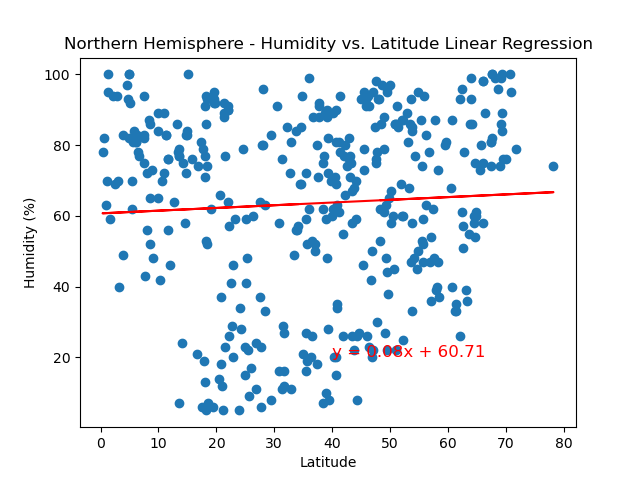 Northern Hemisphere - Humidity vs. Latitude Linear Regression
100
80
60
40
20
Humidity (%)
y = 0.08x + 60.71
0 10 20 30 40 50 60 70 80
Latitude